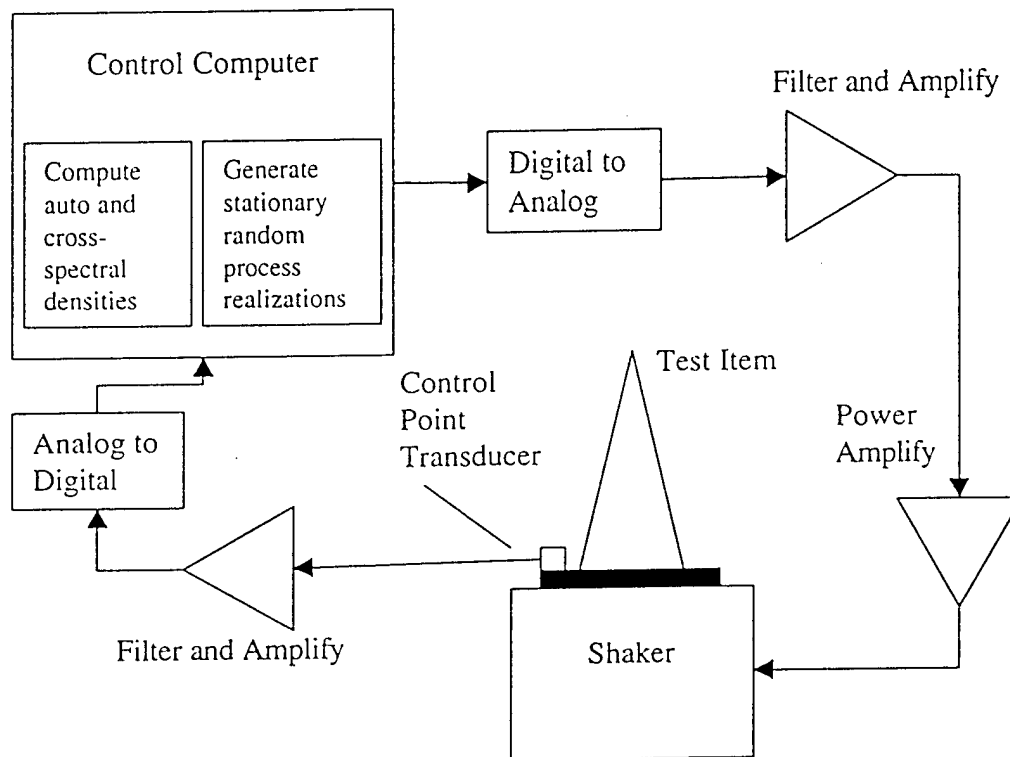 Control Computer
Compute
auto and
cross-
spectral
densities
Generate
stationary
random
process
realizations
Digital to
Analog
Filter and Amplify
Power
Amplify
Test Item
Control
Point
Transducer
Analog to
Digital
Filter and Amplify
Shaker